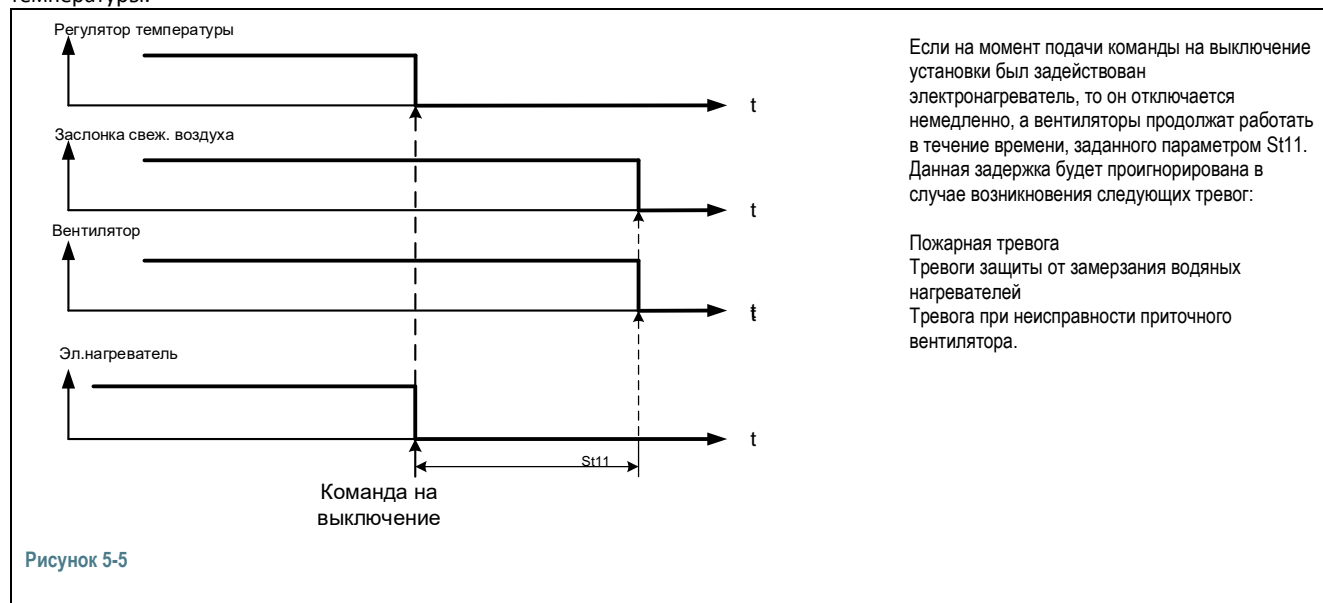 температуры.
Регулятор температуры
t
Заслонка свеж. воздуха
t
Вентилятор
t
Эл.нагреватель
t
St11
Команда на
выключение
Если на момент подачи команды на выключение
установки был задействован
электронагреватель, то он отключается
немедленно, а вентиляторы продолжат работать
в течение времени, заданного параметром St11.
Данная задержка будет проигнорирована в
случае возникновения следующих тревог:
Пожарная тревога
Тревоги защиты от замерзания водяных
нагревателей
Тревога при неисправности приточного
вентилятора.
Рисунок 5-5